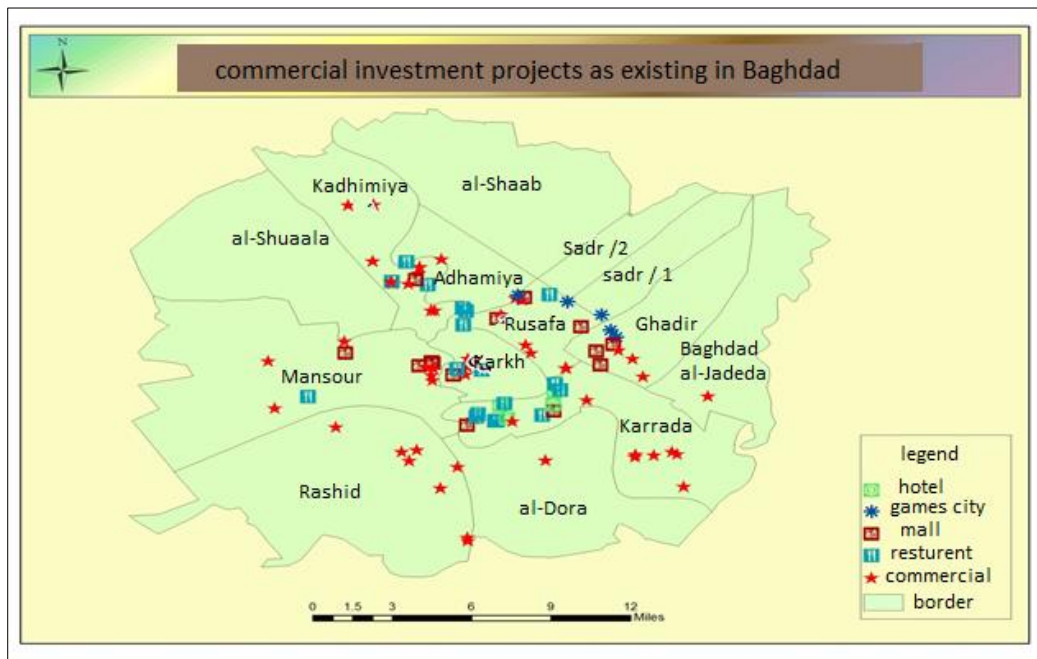 N
commercial investment projects as existing in Baghdad
Kadhimiya
al-Shaab
al-Shuaala
Sadr /2
Adhamiya
sadr / 1
Rusafa
Ghadir
Karkh
Baghdad
al-Jadeda
Mansour
Karrada
Rashid
al-Dora
legend
hotel
games city
mall
resturent
commercial
border
0 1.5 3 6 9 12
Miles